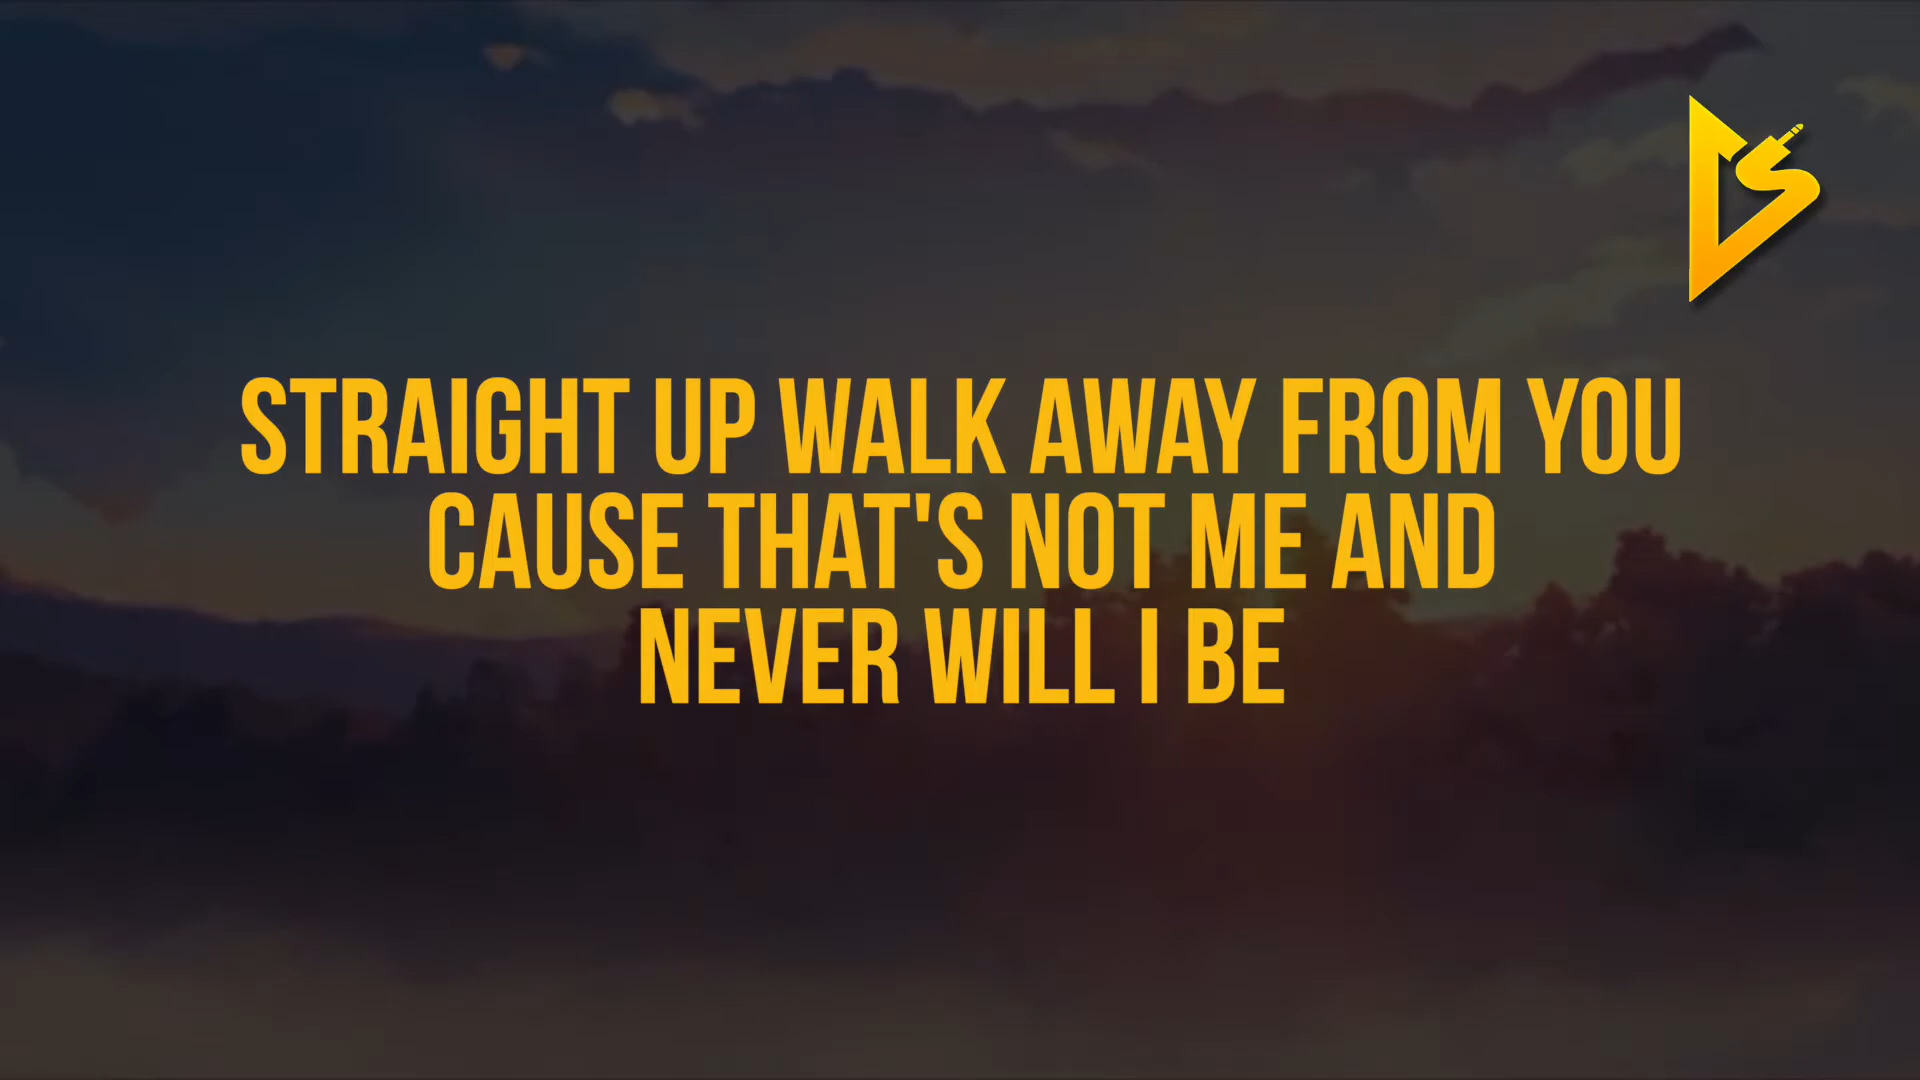 STRAIGHT UP WALK AWAY FROM YOU
CAUSE THAT'S NOT ME AND
NEVER WILL I BE